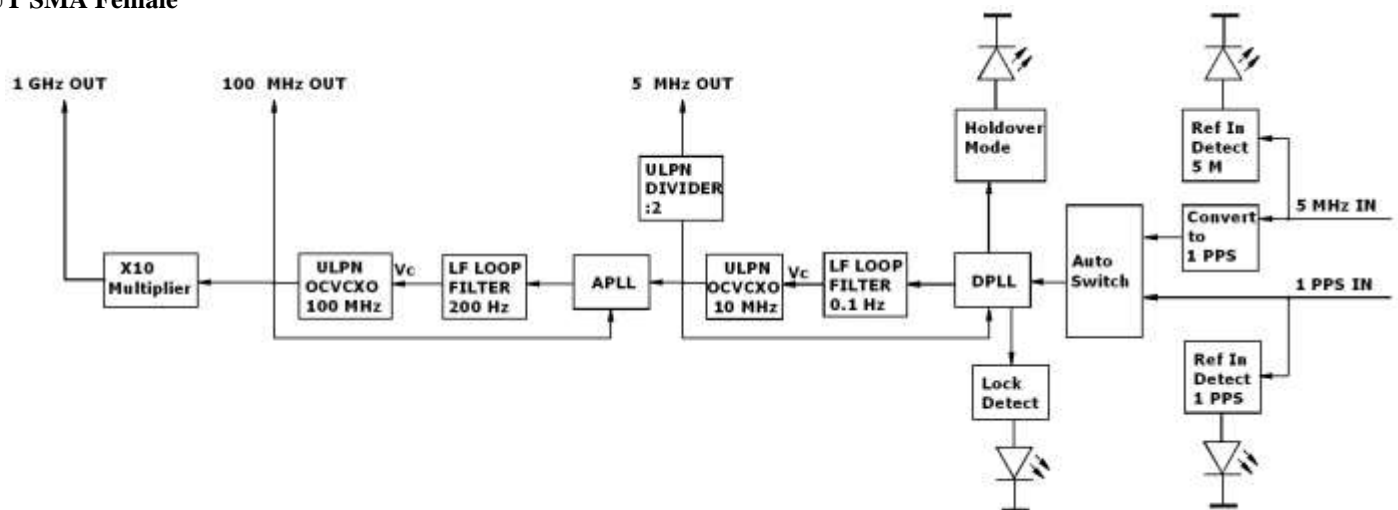 SMA Female
1 GHz OUT
100 MHz OUT
5 MHz OUT
Holdover
Mode
Ref In
Detect
5 M
ULPN
DIVIDER
:2
5 MHz IN
Convert
to
1 PPS
X10
Multiplier
ULPN
OCVCXO
100 MHz
Vc
LF LOOP
FILTER
200 Hz
APLL
ULPN
OCVCXO
10 MHz
Vc
LF LOOP
FILTER
0.1 Hz
DPLL
Auto
Switch
1 PPS IN
Lock
Detect
Ref In
Detect
1 PPS